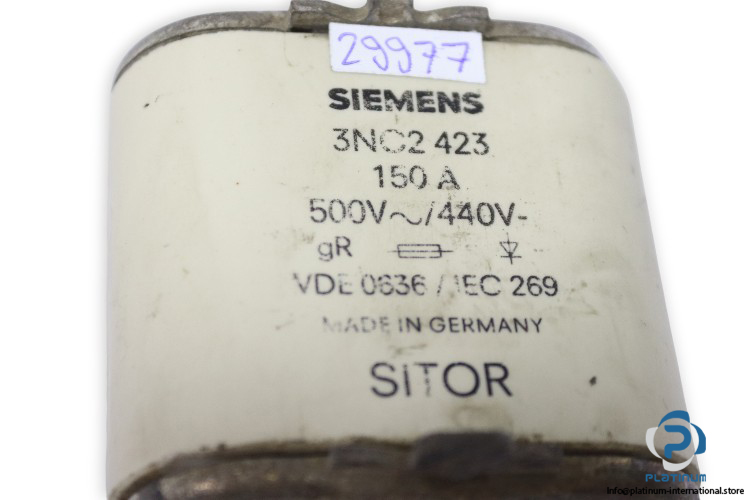 29977
SIEMENS
3NC2 423
150 A
500V~/440V-
gR
VDE 0636 / IEC 269
MADE IN GERMANY
SITOR
PLATINUM
info@platinum-international.store